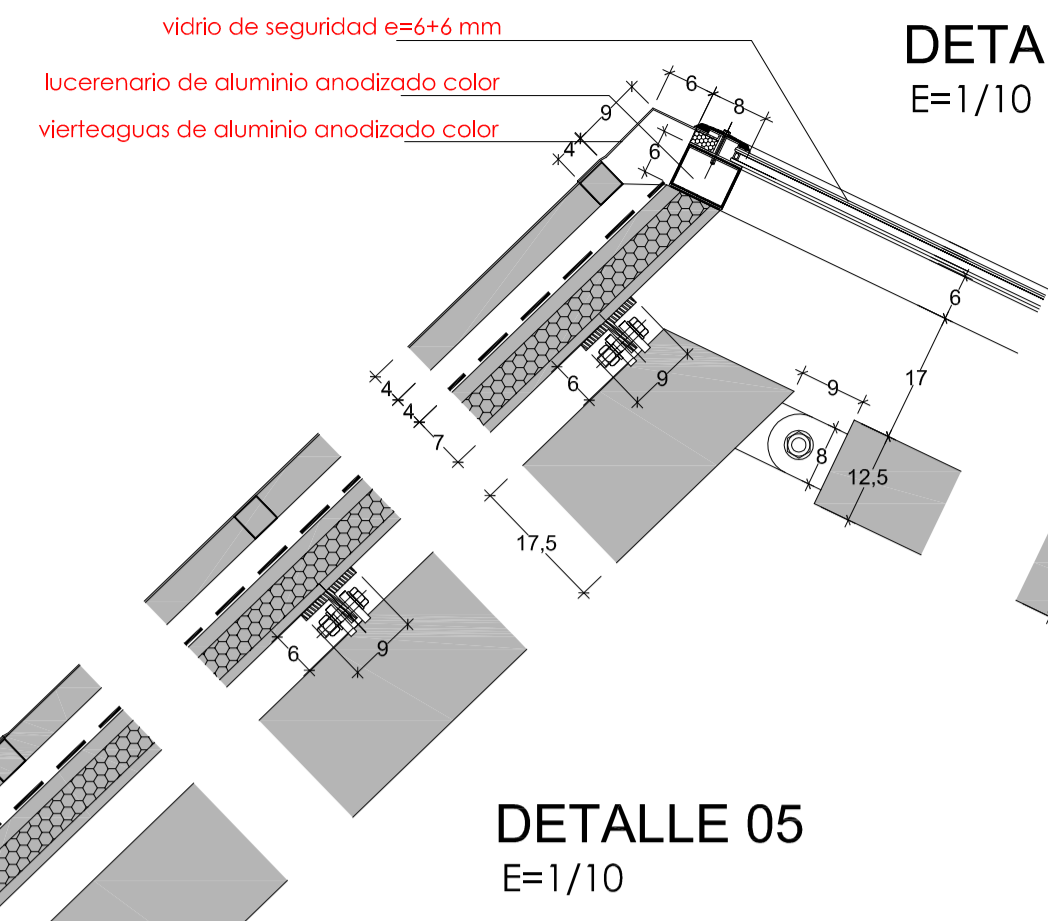 vidrio de seguridad e=6+6 mm
DETA
E=1/10
lucerenario de aluminio anodizado color
vierteaguas de aluminio anodizado color
6
8
9
4
6
6
17
9
8
12,5
6
9
4
4
7
17,5
6
9
DETALLE 05
E=1/10